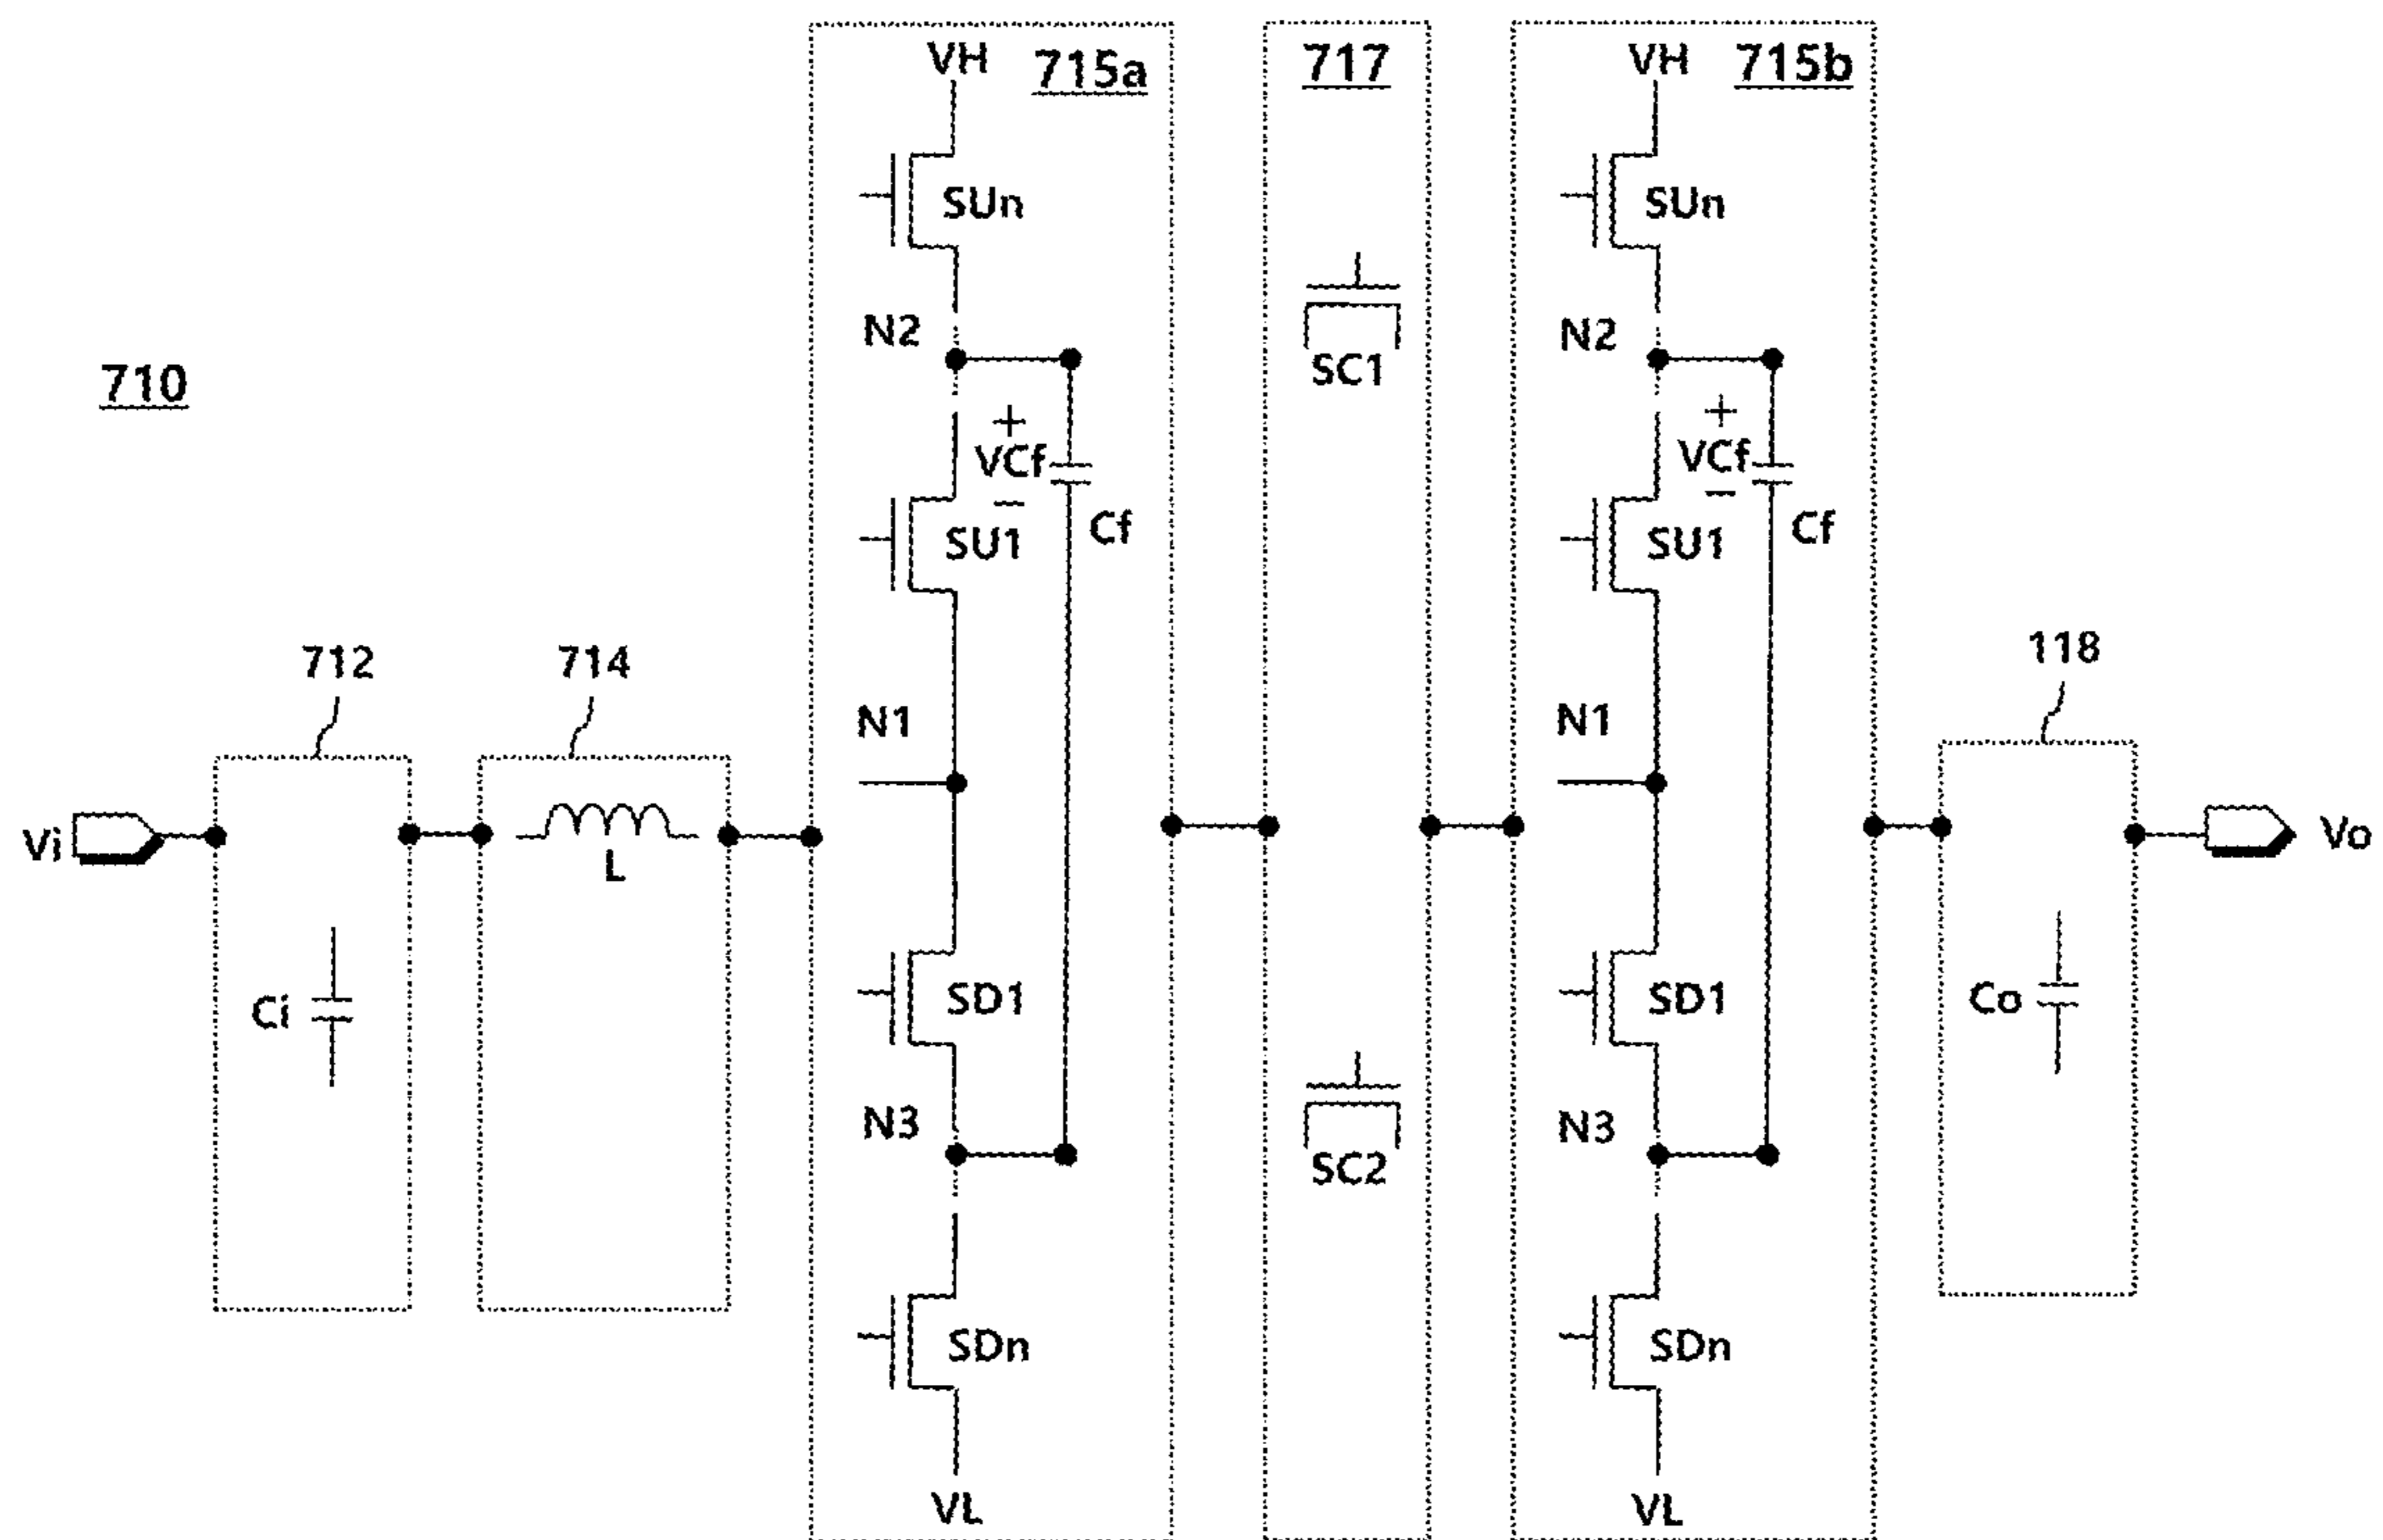 710
Vi
712
Ci
714
L
715a
VH
SUn
N2
+
VCf
−
Cf
SU1
N1
SD1
N3
SDn
VL
717
SC1
SC2
715b
VH
SUn
N2
+
VCf
−
Cf
SU1
N1
SD1
N3
SDn
VL
118
Co
Vo